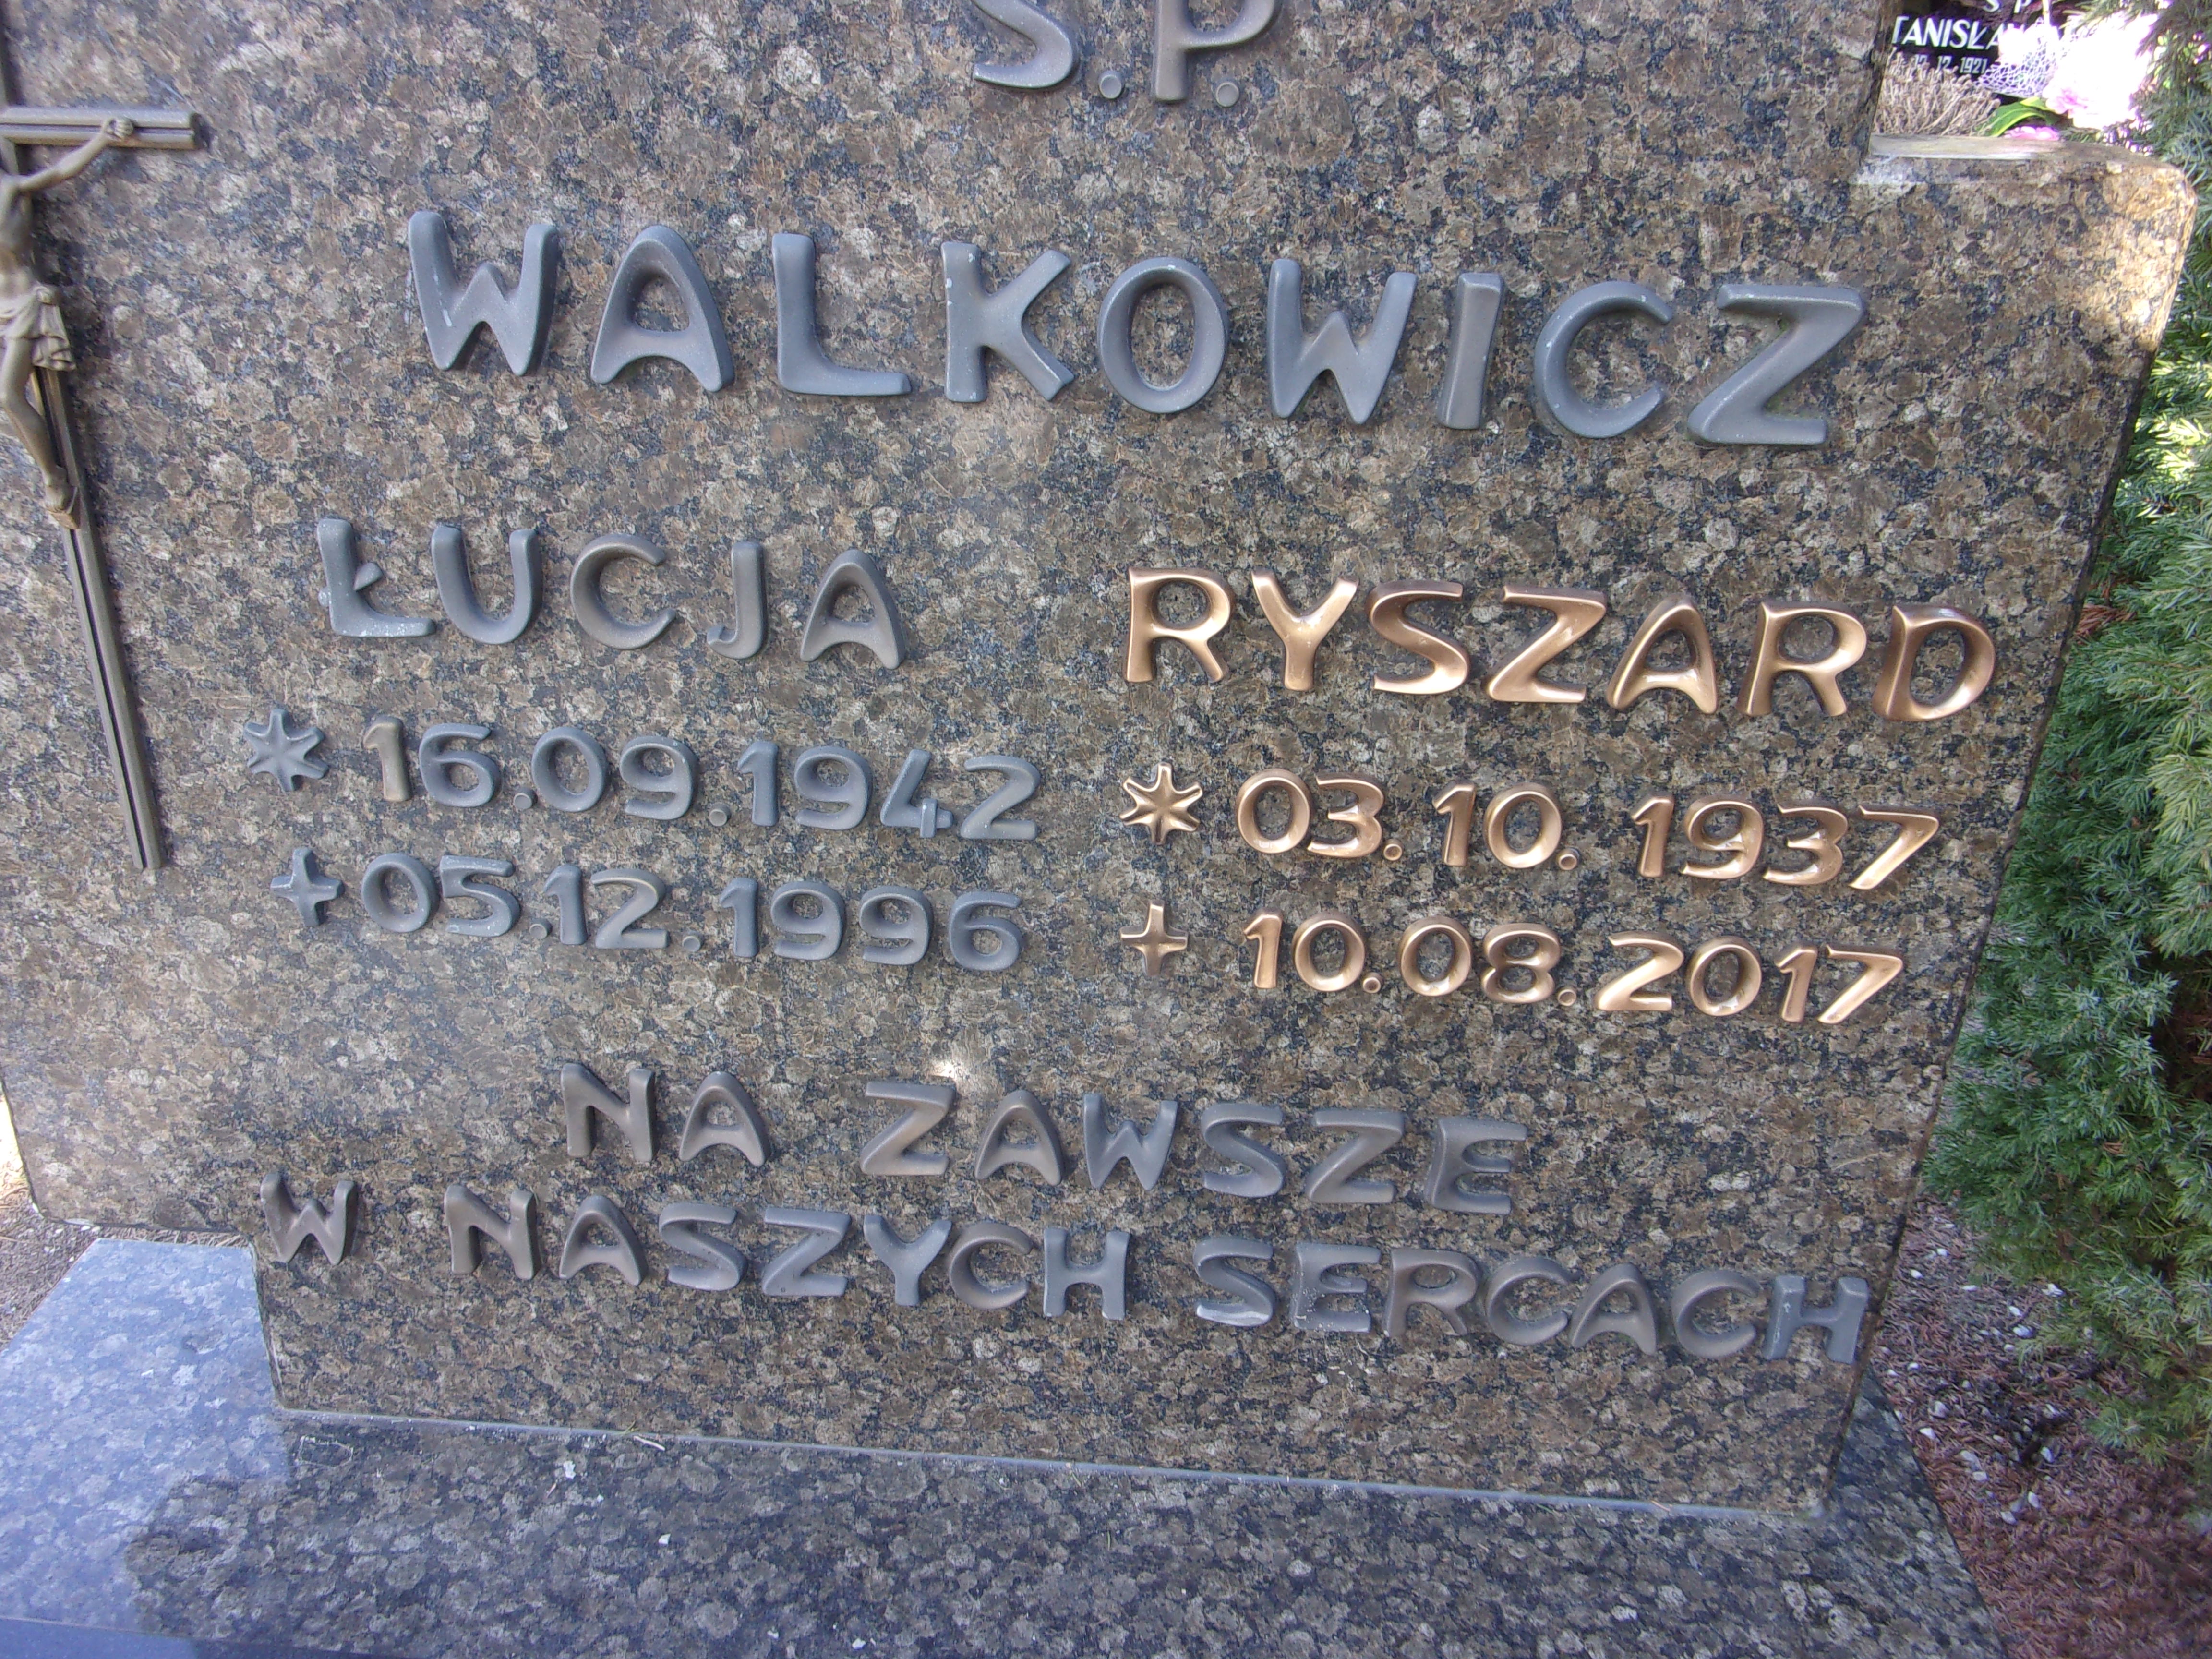 S.P.
WALKOWICZ
ŁUCJA
* 16.09.1942
+ 05.12.1996
RYSZARD
* 03.10.1937
+ 10.08.2017
NA ZAWSZE
W NASZYCH SERCACH